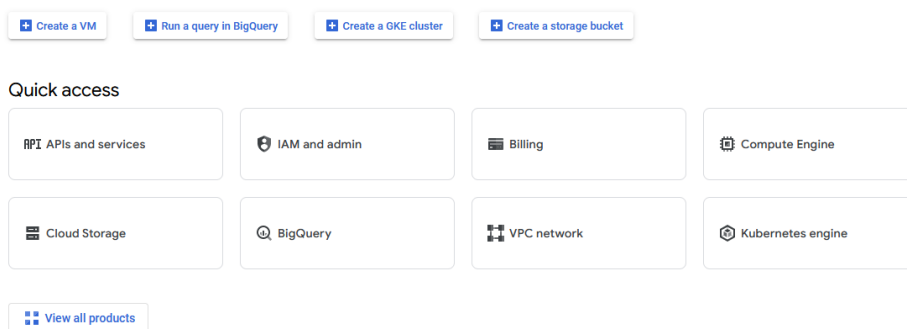 Create a VM Run a query in BigQuery Create a GKE cluster Create a storage bucket
Quick access
API APIs and services IAM and admin Billing Compute Engine
Cloud Storage BigQuery VPC network Kubernetes engine
View all products